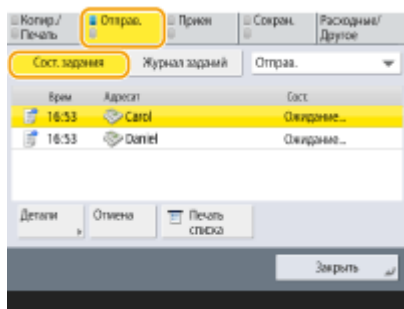 Копир./ Печать
Отправ.
Прием
Сохран.
Расходные/ Другое
Сост. задания
Журнал заданий
Отправ.
Врем
Адресат
Сост.
16:53 Carol Ожидание...
16:53 Daniel Ожидание...
Детали
Отмена
Печать списка
Закрыть